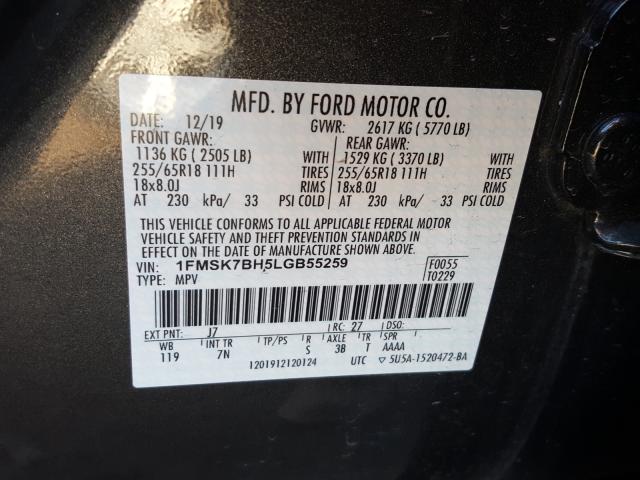 MFD. BY FORD MOTOR CO.
DATE: 12/19 GVWR: 2617 KG ( 5770 LB)
FRONT GAWR: REAR GAWR:
1136 KG ( 2505 LB) WITH 1529 KG ( 3370 LB) WITH
255/65R18 111H TIRES 255/65R18 111H TIRES
18x8.0J RIMS 18x8.0J RIMS
AT 230 kPa/ 33 PSI COLD AT 230 kPa/ 33 PSI COLD
THIS VEHICLE CONFORMS TO ALL APPLICABLE FEDERAL MOTOR
VEHICLE SAFETY AND THEFT PREVENTION STANDARDS IN
EFFECT ON THE DATE OF MANUFACTURE SHOWN ABOVE.
VIN: 1FMSK7BH5LGB55259 F0055
TYPE: MPV T0229
EXT PNT: J7 RC: 27 DSO:
WB INT TR TP/PS R AXLE TR SPR
119 7N S 3B T AAAA
1201912120124 UTC ▽ 5U5A-1520472-BA